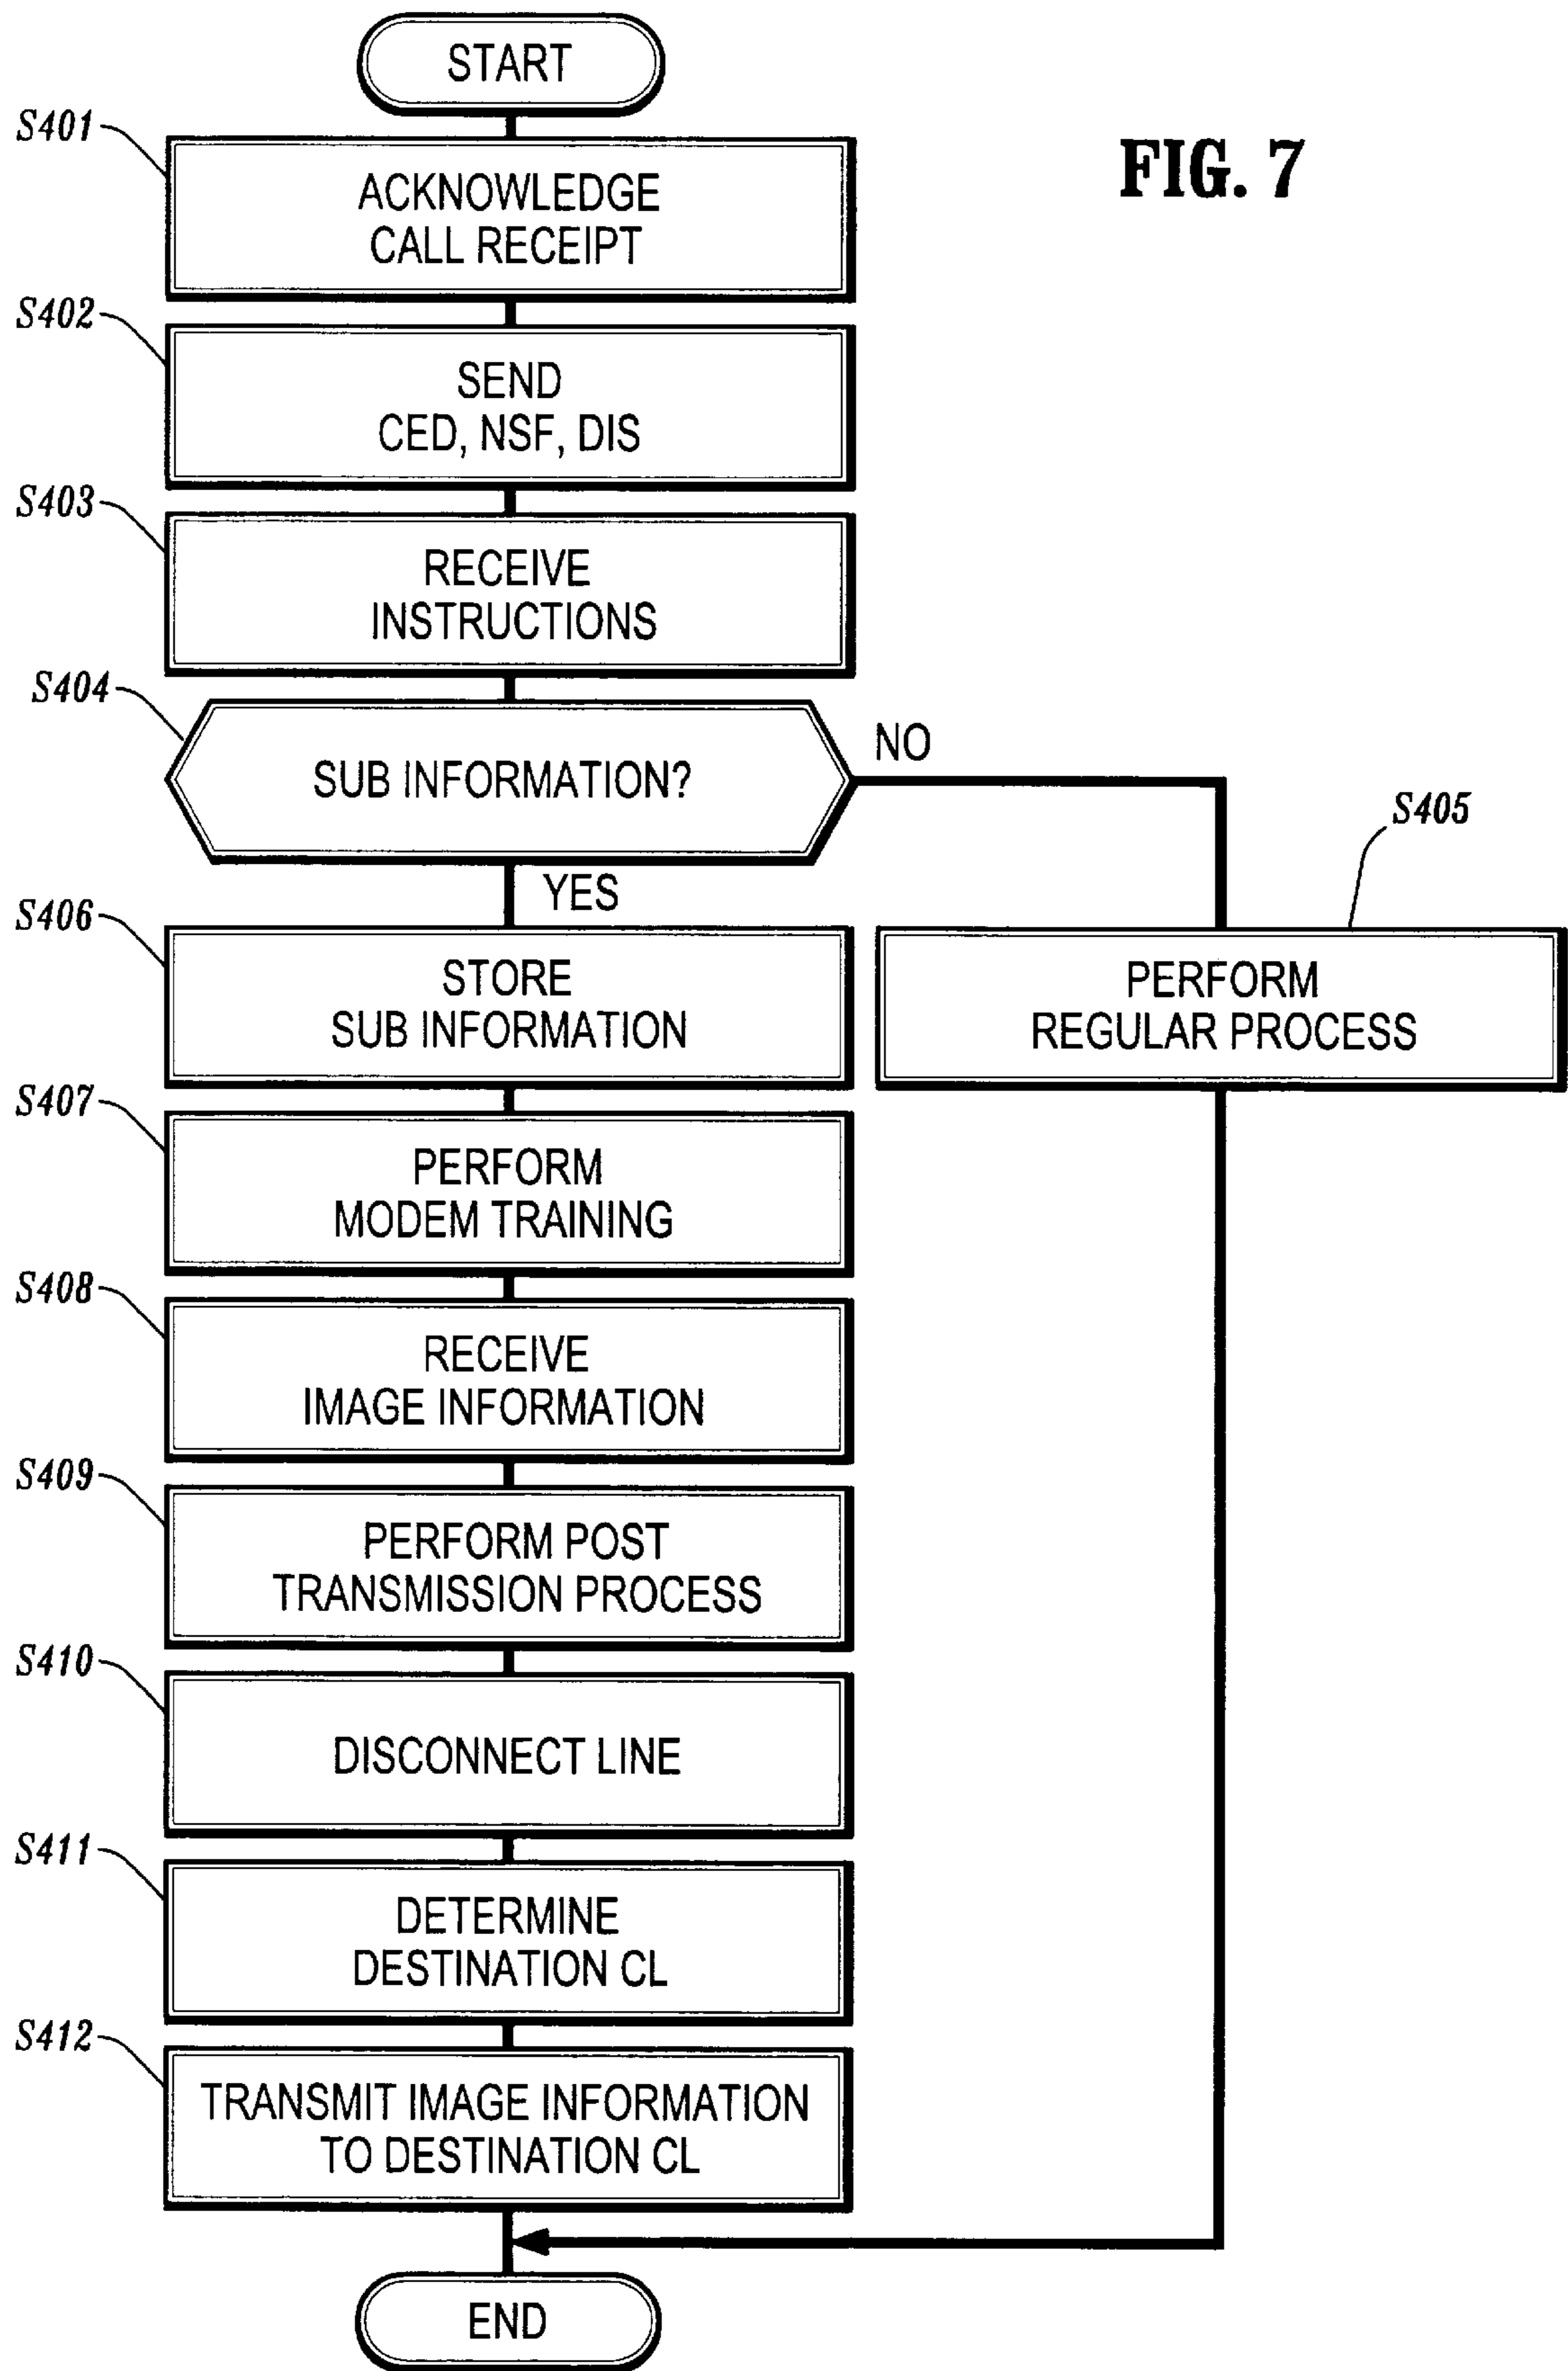 START
FIG. 7
S401
ACKNOWLEDGE
CALL RECEIPT
S402
SEND
CED, NSF, DIS
S403
RECEIVE
INSTRUCTIONS
S404
SUB INFORMATION?
NO
YES
S405
PERFORM
REGULAR PROCESS
S406
STORE
SUB INFORMATION
S407
PERFORM
MODEM TRAINING
S408
RECEIVE
IMAGE INFORMATION
S409
PERFORM POST
TRANSMISSION PROCESS
S410
DISCONNECT LINE
S411
DETERMINE
DESTINATION CL
S412
TRANSMIT IMAGE INFORMATION
TO DESTINATION CL
END